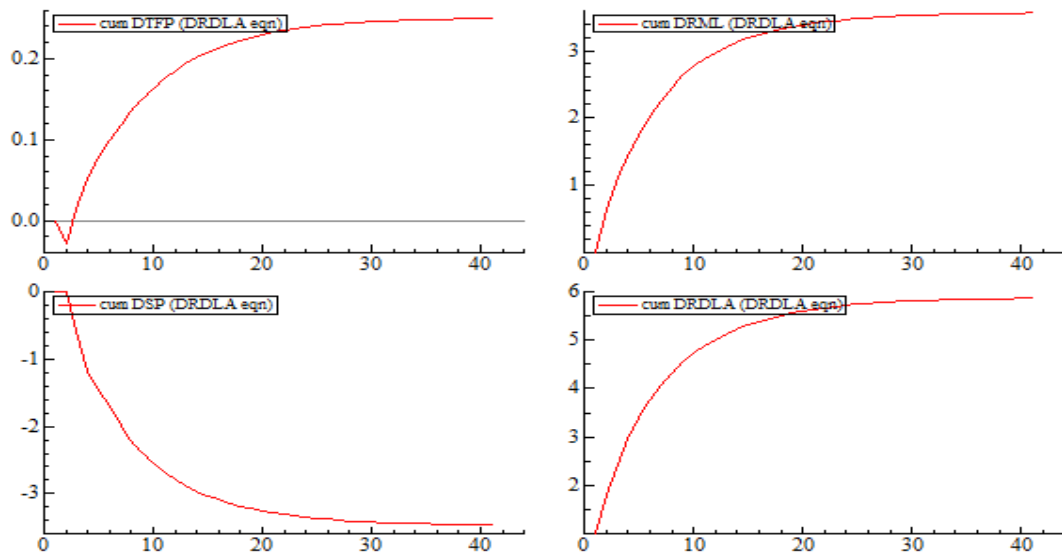 cum DTFP (DRDLA eqn)
0.2
0.1
0.0
0 10 20 30 40
cum DRML (DRDLA eqn)
3
2
1
0 10 20 30 40
0
cum DSP (DRDLA eqn)
-1
-2
-3
0 10 20 30 40
6
cum DRDLA (DRDLA eqn)
5
4
3
2
0 10 20 30 40